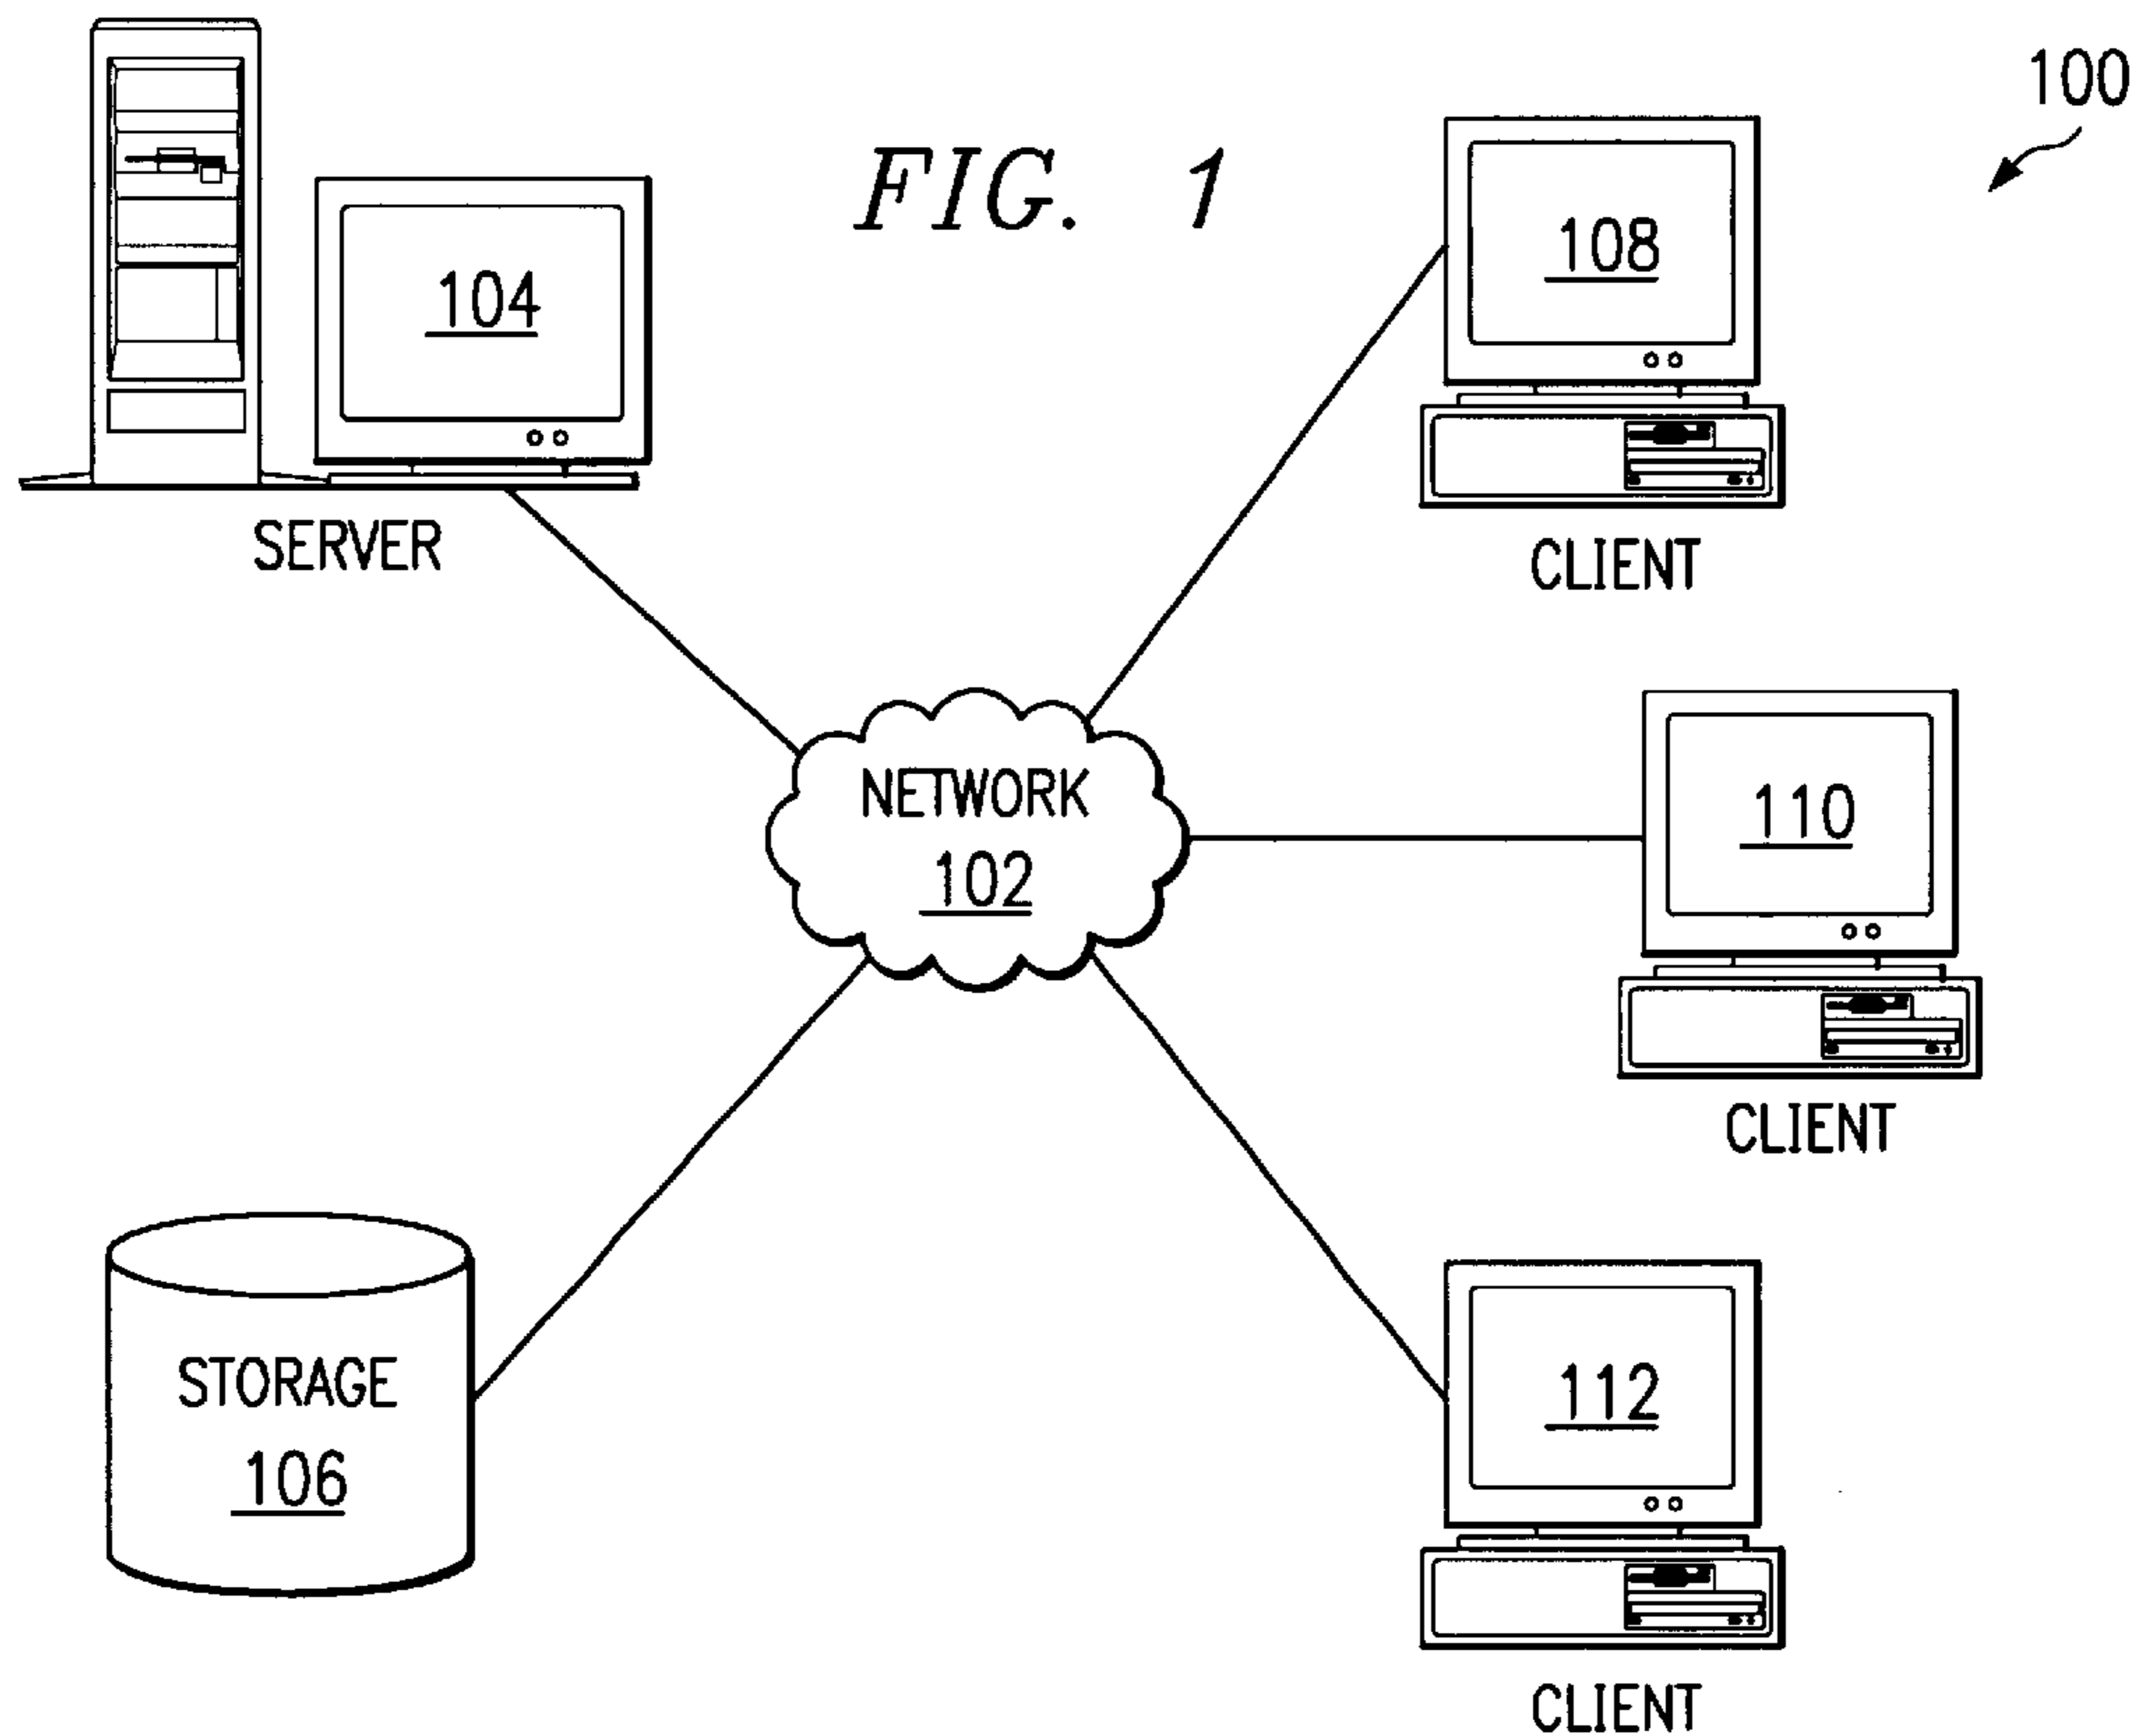 100
FIG. 1
108
104
SERVER
CLIENT
NETWORK
102
110
CLIENT
STORAGE
106
112
CLIENT